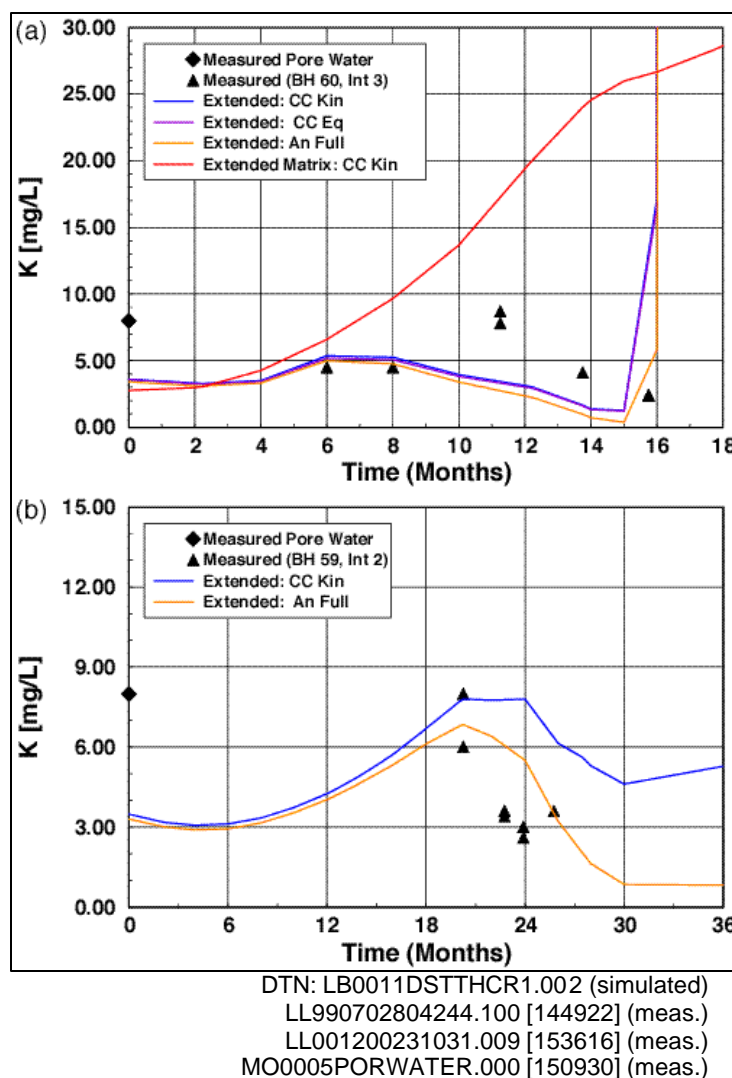 (a)
30.00
25.00
20.00
15.00
10.00
5.00
0.00
K [mg/L]
Measured Pore Water
Measured (BH 60, Int 3)
Extended: CC Kin
Extended: CC Eq
Extended: An Full
Extended Matrix: CC Kin
0 2 4 6 8 10 12 14 16 18
Time (Months)
(b)
15.00
12.00
9.00
6.00
3.00
0.00
K [mg/L]
Measured Pore Water
Measured (BH 59, Int 2)
Extended: CC Kin
Extended: An Full
0 6 12 18 24 30 36
Time (Months)
DTN: LB0011DSTTHCR1.002 (simulated)
LL990702804244.100 [144922] (meas.)
LL001200231031.009 [153616] (meas.)
MO0005PORWATER.000 [150930] (meas.)